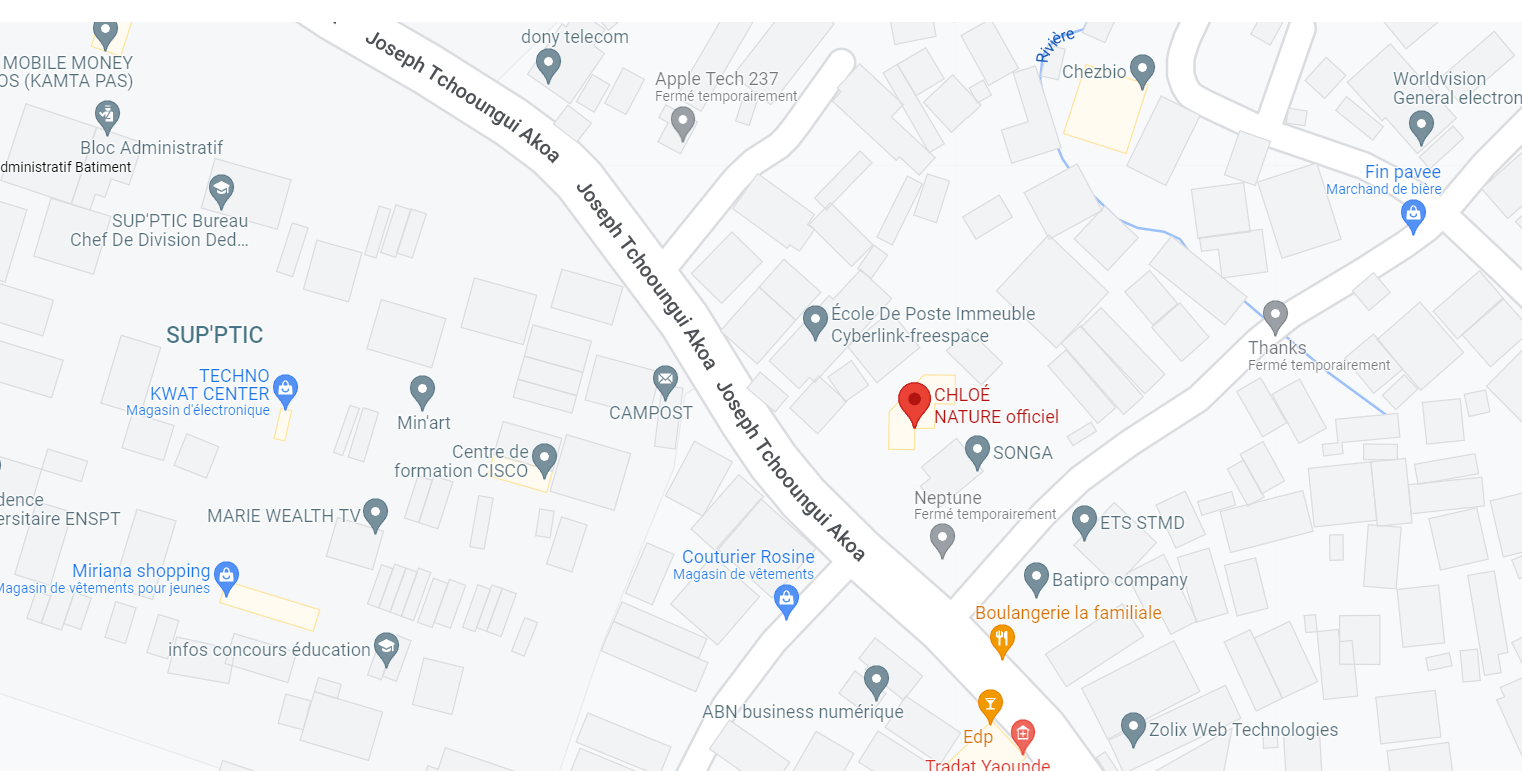 dony telecom
Rivière
Joseph Tchooungui Akoa
MOBILE MONEY
OS (KAMTA PAS)
Apple Tech 237
Fermé temporairement
Chezbio
Worldvision
General electron
Bloc Administratif
dministratif Batiment
Fin pavee
Marchand de bière
SUP'PTIC Bureau
Chef De Division Ded...
Joseph Tchooungui Akoa
École De Poste Immeuble
Cyberlink-freespace
SUP'PTIC
Thanks
Fermé temporairement
TECHNO
KWAT CENTER
Magasin d'électronique
Min'art
CAMPOST
CHLOÉ
NATURE officiel
Joseph Tchooungui Akoa
Centre de
formation CISCO
SONGA
dence
ersitaire ENSPT
MARIE WEALTH TV
Neptune
Fermé temporairement
ETS STMD
Couturier Rosine
Magasin de vêtements
Miriana shopping
Magasin de vêtements pour jeunes
Batipro company
Boulangerie la familiale
infos concours éducation
ABN business numérique
Edp
Zolix Web Technologies
Tradat Yaounde